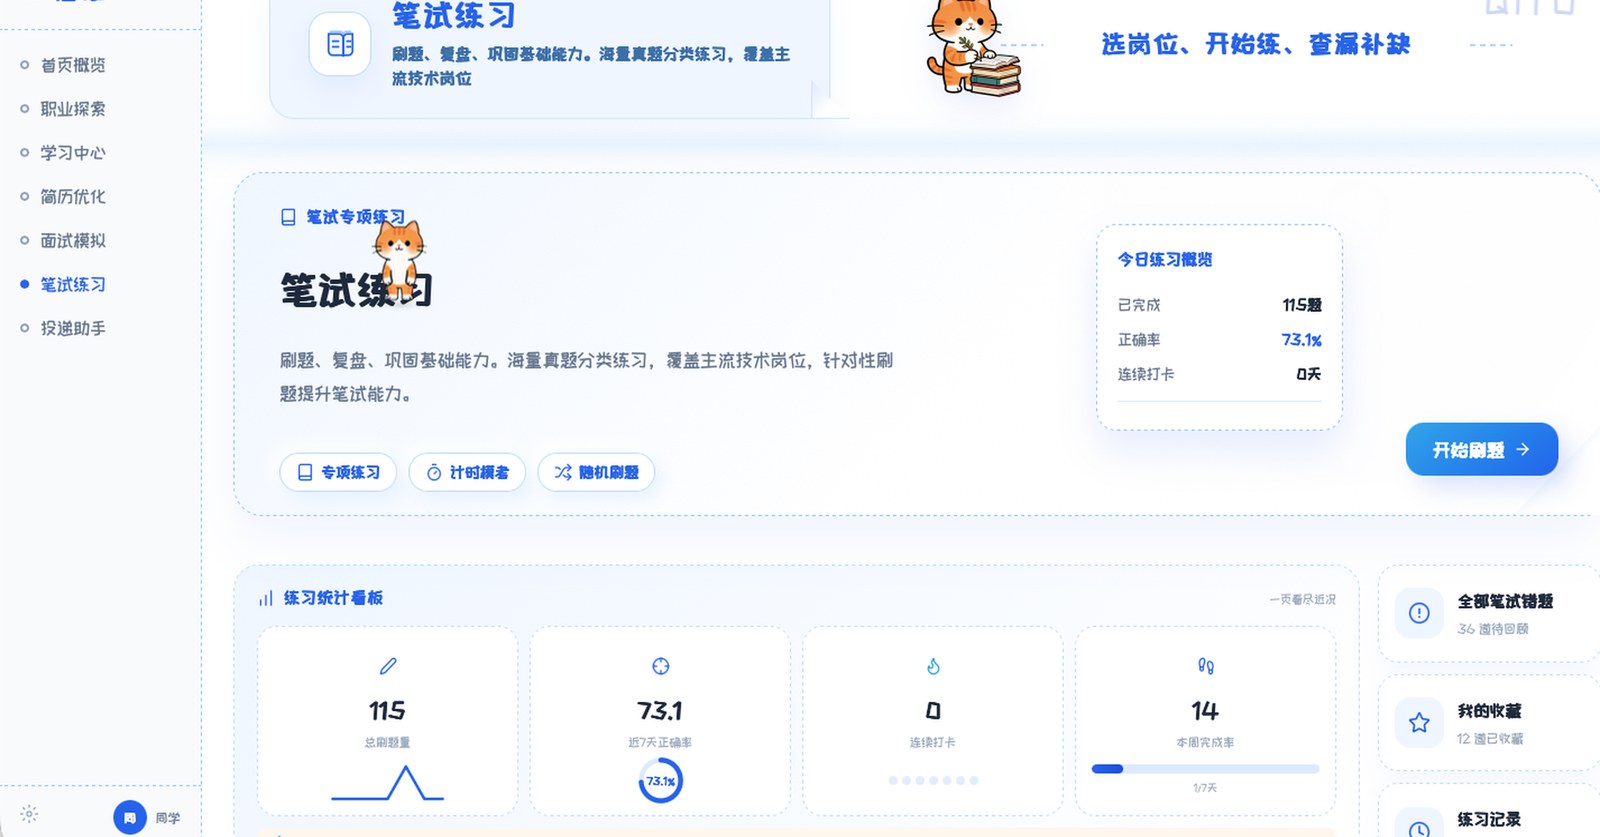 笔试练习
刷题、复盘、巩固基础能力。海量真题分类练习，覆盖主
流技术岗位
选岗位、开始练、查漏补缺
首页概览
职业探索
学习中心
简历优化
面试模拟
笔试练习
投递助手
笔试专项练习
笔试练习
刷题、复盘、巩固基础能力。海量真题分类练习，覆盖主流技术岗位，针对性刷
题提升笔试能力。
专项练习
计时模考
随机刷题
今日练习概览
已完成 115题
正确率 73.1%
连续打卡 0天
开始刷题
练习统计看板
一页看尽近况
115
总刷题量
73.1
近7天正确率
73.1%
0
连续打卡
14
本周完成率
1/7天
全部笔试错题
36 道待回顾
我的收藏
12 道已收藏
练习记录
同
同学